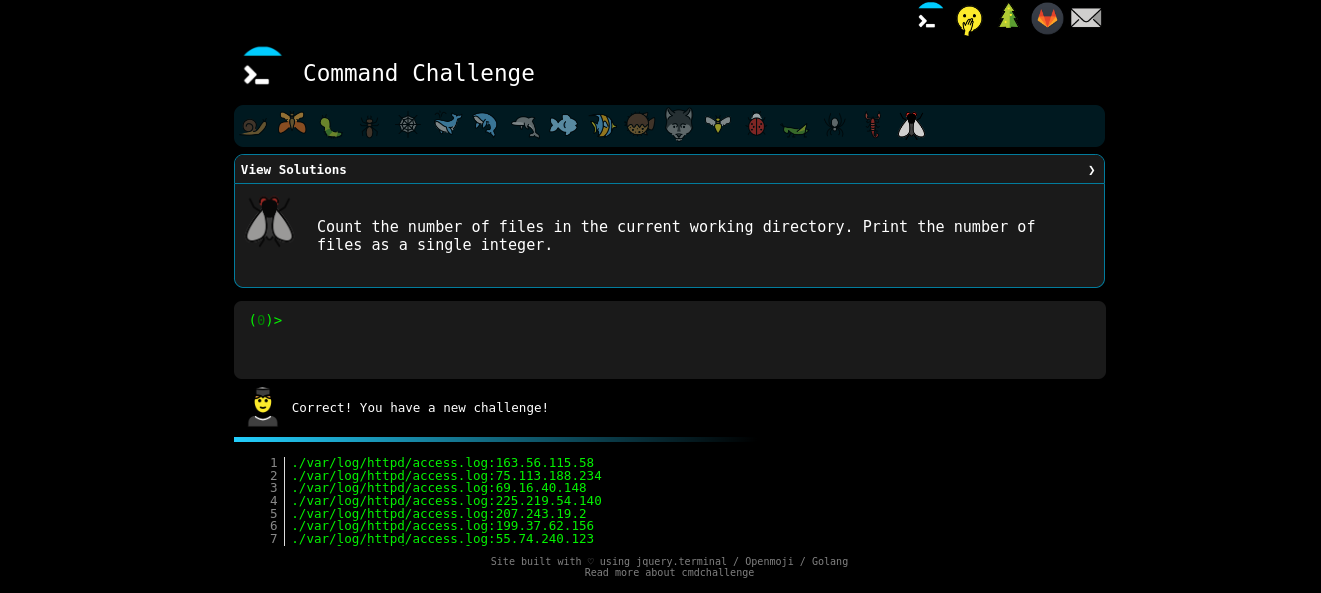 Command Challenge
View Solutions ❯
Count the number of files in the current working directory. Print the number of
files as a single integer.
(0)>
Correct! You have a new challenge!
1 ./var/log/httpd/access.log:163.56.115.58
2 ./var/log/httpd/access.log:75.113.188.234
3 ./var/log/httpd/access.log:69.16.40.148
4 ./var/log/httpd/access.log:225.219.54.140
5 ./var/log/httpd/access.log:207.243.19.2
6 ./var/log/httpd/access.log:199.37.62.156
7 ./var/log/httpd/access.log:55.74.240.123
Site built with ♡ using jquery.terminal / Openmoji / Golang
Read more about cmdchallenge